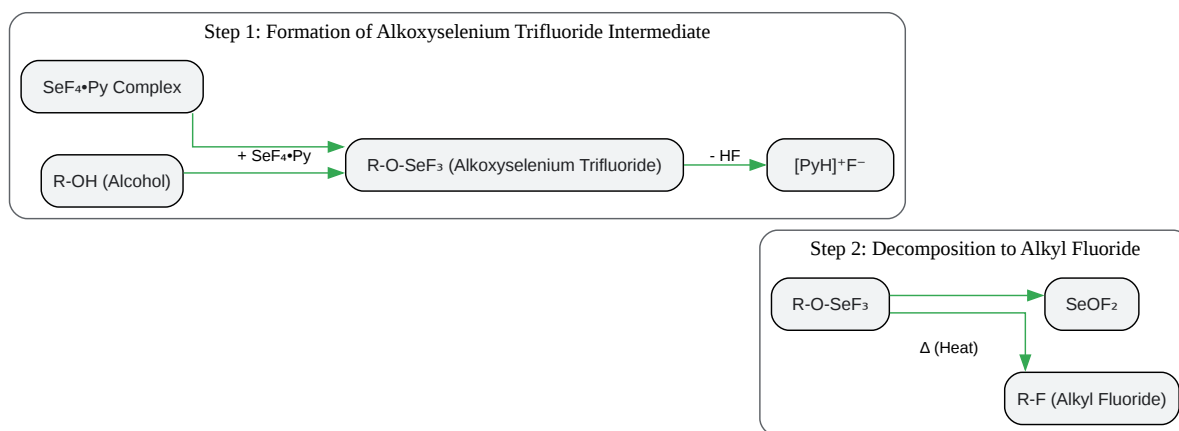 Step 1: Formation of Alkoxyselenium Trifluoride Intermediate
SeF₄•Py Complex
+ SeF₄•Py
R-OH (Alcohol)
R-O-SeF₃ (Alkoxyselenium Trifluoride)
- HF
[PyH]⁺F⁻
Step 2: Decomposition to Alkyl Fluoride
R-O-SeF₃
SeOF₂
Δ (Heat)
R-F (Alkyl Fluoride)